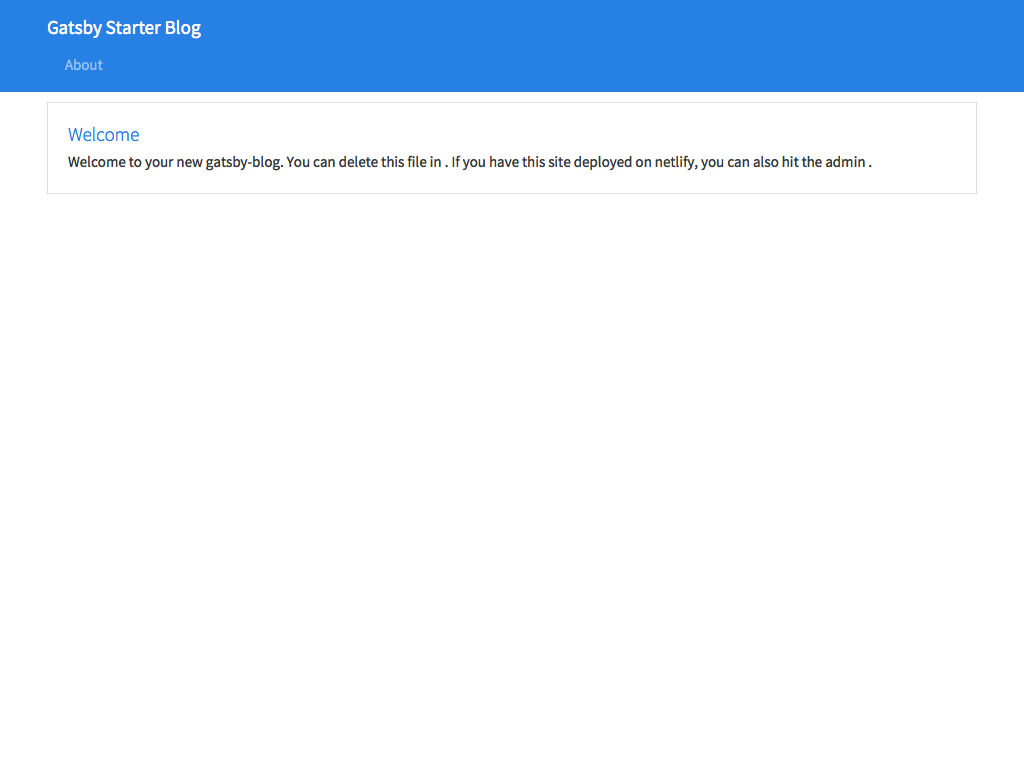 Gatsby Starter Blog
About
Welcome
Welcome to your new gatsby-blog. You can delete this file in . If you have this site deployed on netlify, you can also hit the admin .